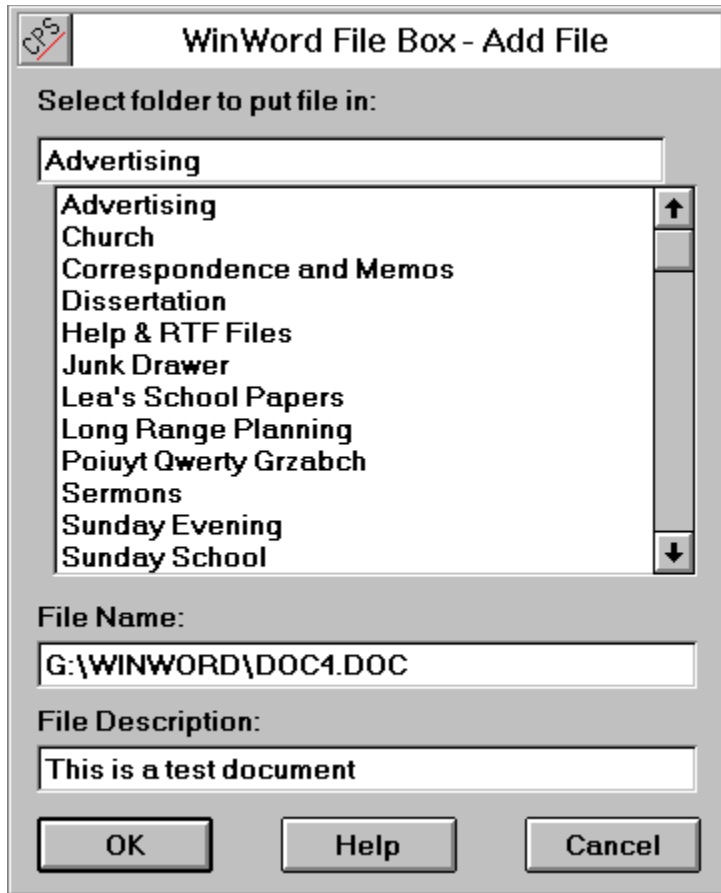 CPS
WinWord File Box - Add File
Select folder to put file in:
Advertising
Advertising
Church
Correspondence and Memos
Dissertation
Help & RTF Files
Junk Drawer
Lea's School Papers
Long Range Planning
Poiuyt Qwerty Grzabch
Sermons
Sunday Evening
Sunday School
File Name:
G:\WINWORD\DOC4.DOC
File Description:
This is a test document
OK Help Cancel